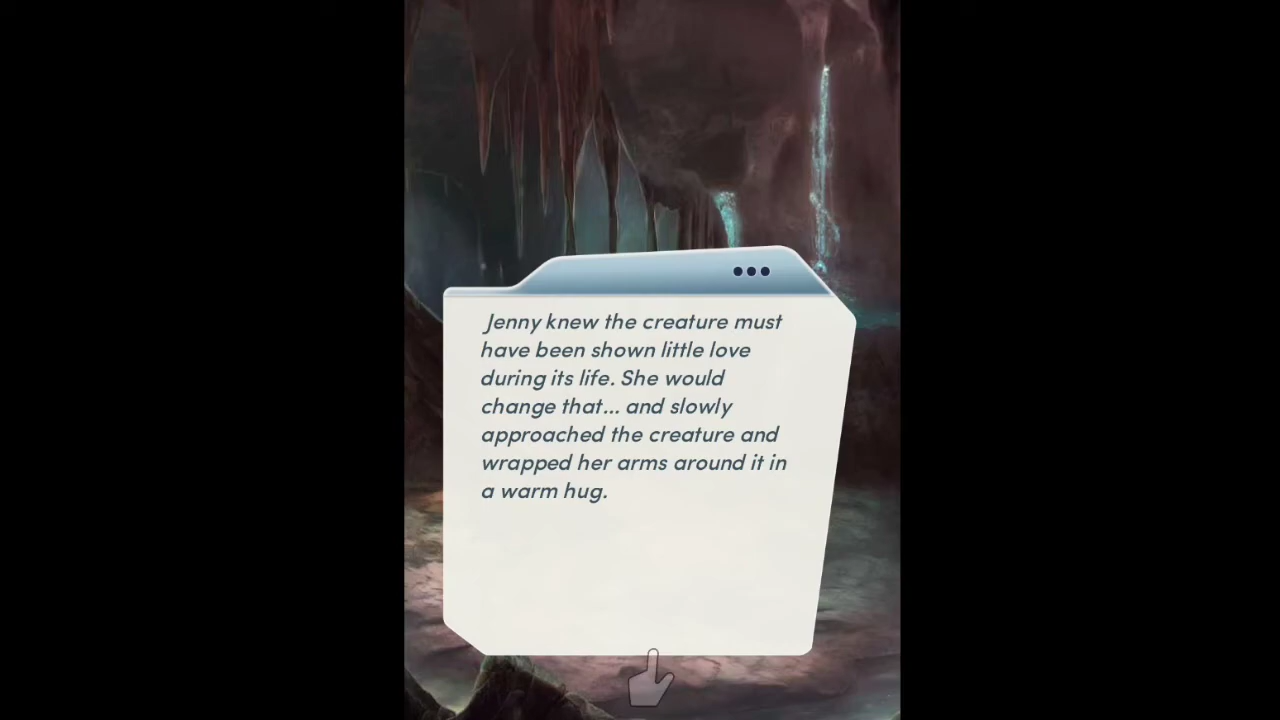 Jenny knew the creature must
have been shown little love
during its life. She would
change that... and slowly
approached the creature and
wrapped her arms around it in
a warm hug.